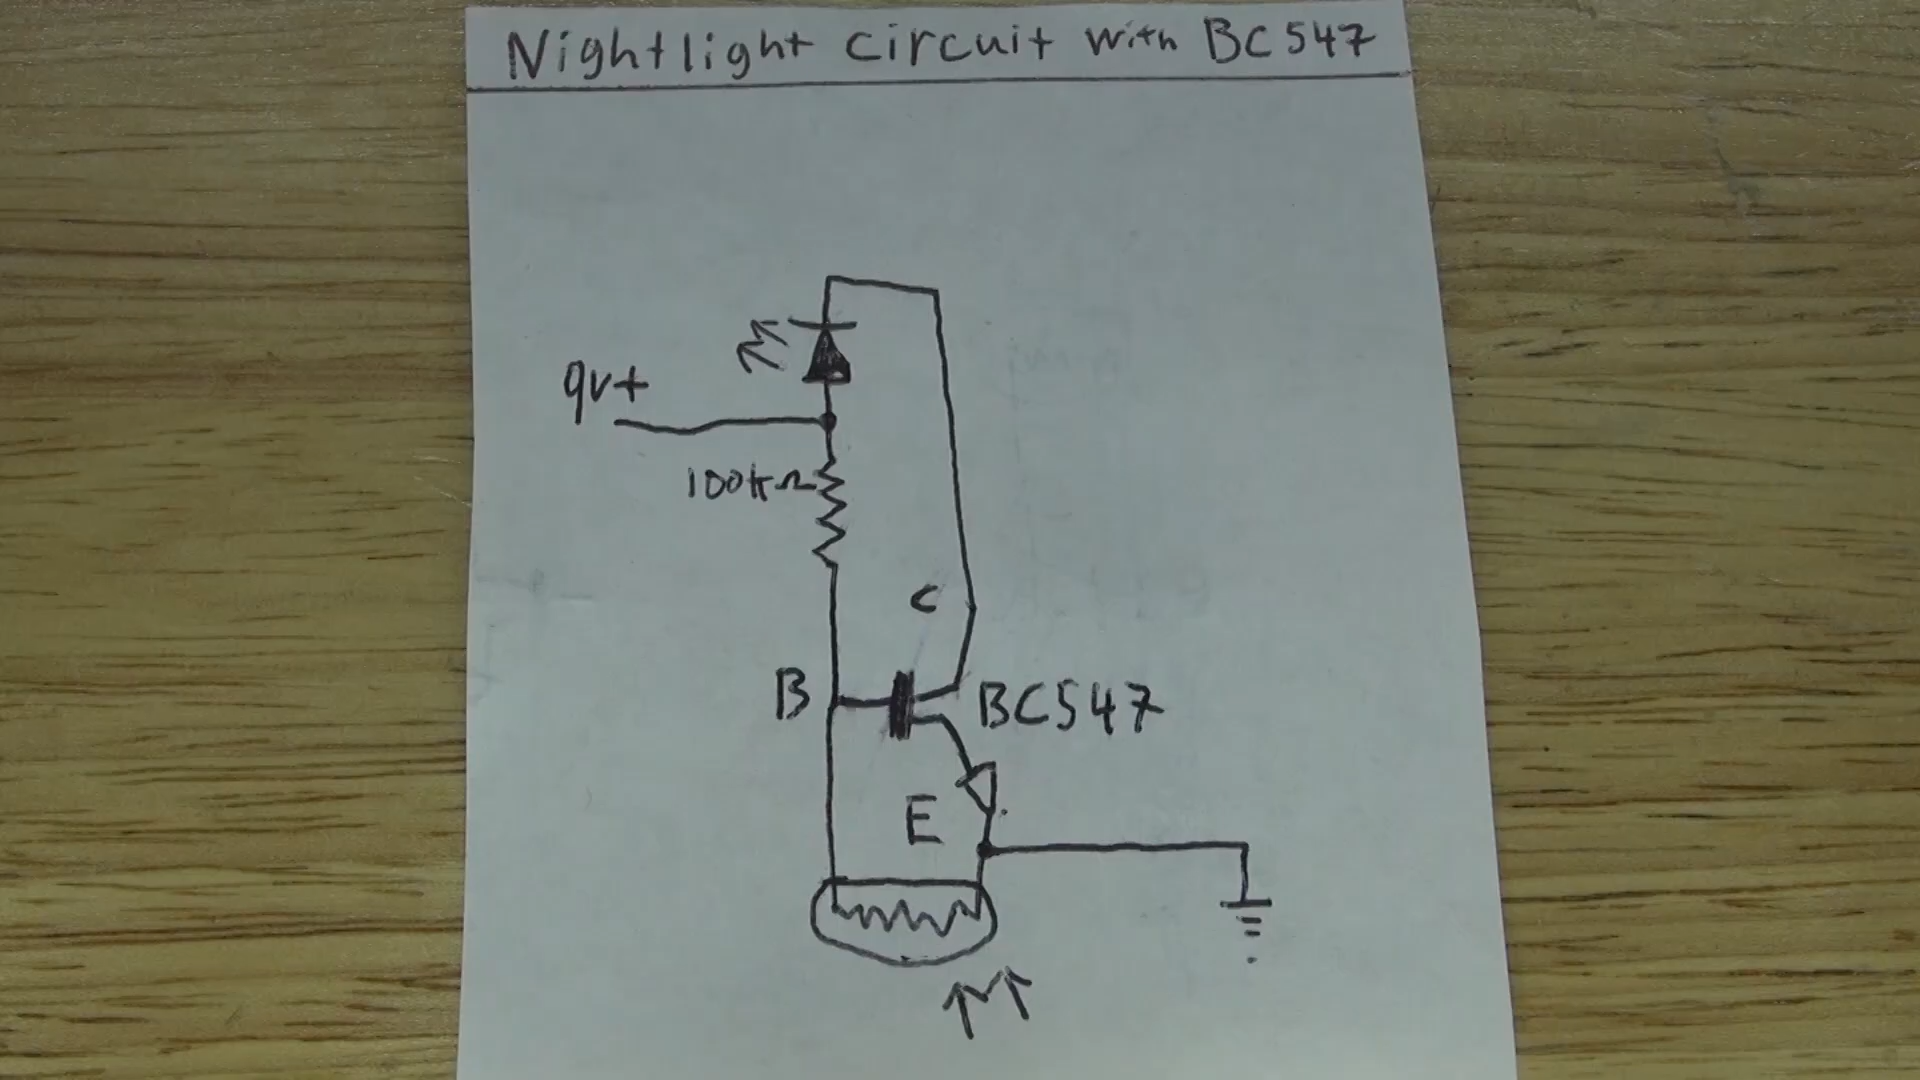 Nightlight circuit with BC547
9v+
100kΩ
C
B
BC547
E